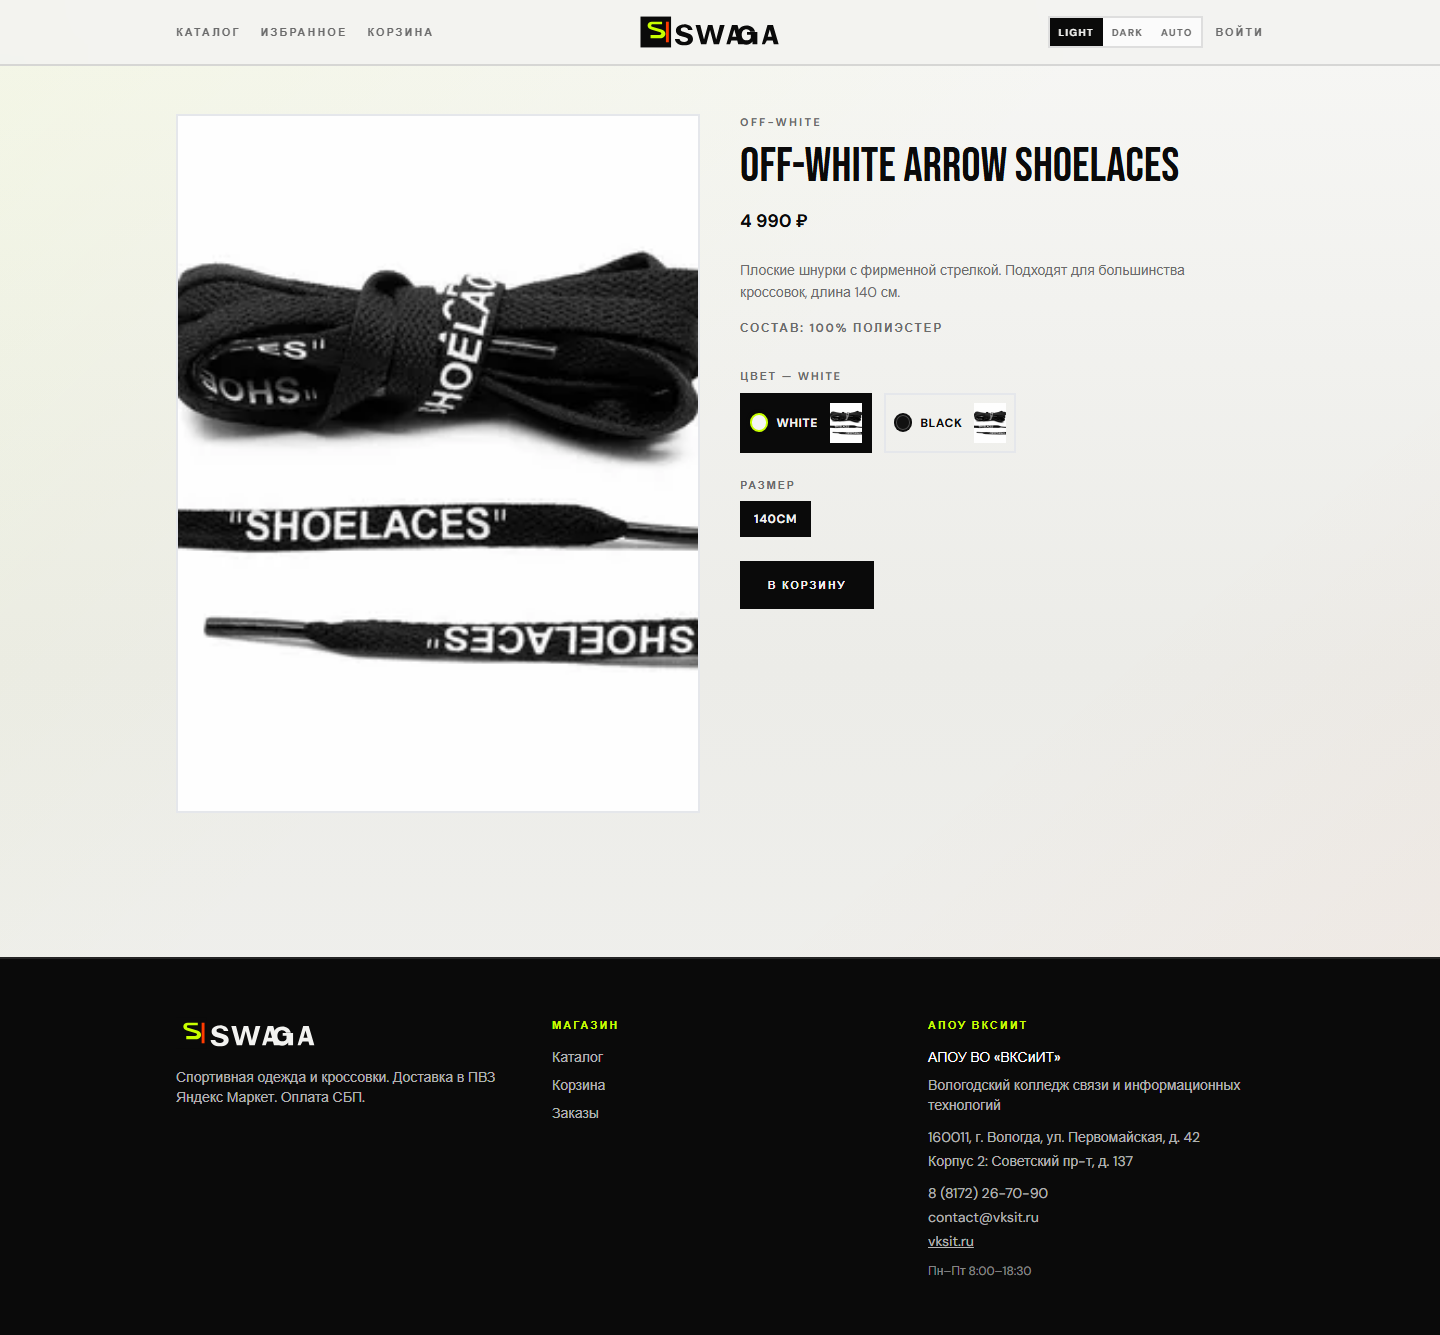 КАТАЛОГ ИЗБРАННОЕ КОРЗИНА
SWAGA
LIGHT DARK AUTO ВОЙТИ
SHOELAC
ES"
SHOE
"SHOELACES"
"SHOELACES
OFF-WHITE
OFF-WHITE ARROW SHOELACES
4 990 ₽
Плоские шнурки с фирменной стрелкой. Подходят для большинства
кроссовок, длина 140 см.
СОСТАВ: 100% ПОЛИЭСТЕР
ЦВЕТ — WHITE
WHITE BLACK
РАЗМЕР
140CM
В КОРЗИНУ
SWAGA
Спортивная одежда и кроссовки. Доставка в ПВЗ
Яндекс Маркет. Оплата СБП.
МАГАЗИН
Каталог
Корзина
Заказы
АПОУ ВКСИИТ
АПОУ ВО «ВКСиИТ»
Вологодский колледж связи и информационных
технологий
160011, г. Вологда, ул. Первомайская, д. 42
Корпус 2: Советский пр-т, д. 137
8 (8172) 26-70-90
contact@vksit.ru
vksit.ru
Пн–Пт 8:00–18:30